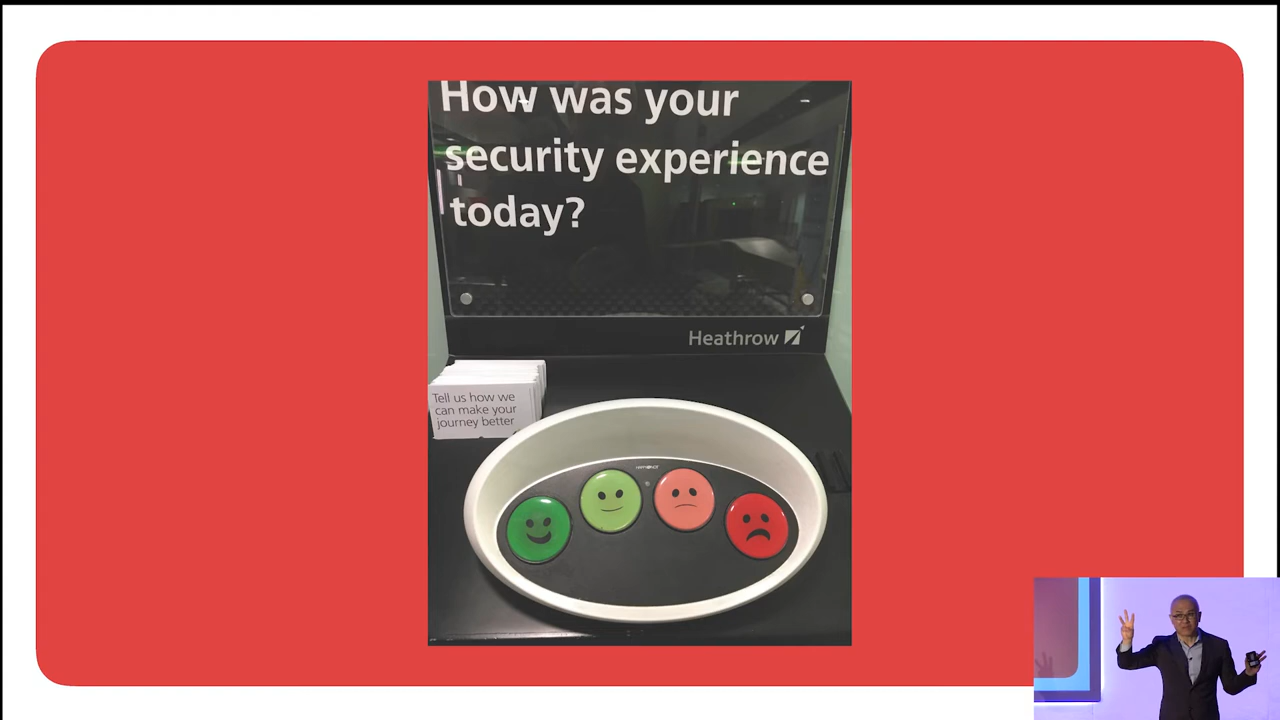 How was your
security experience
today?
Heathrow
Tell us how we
can make your
journey better